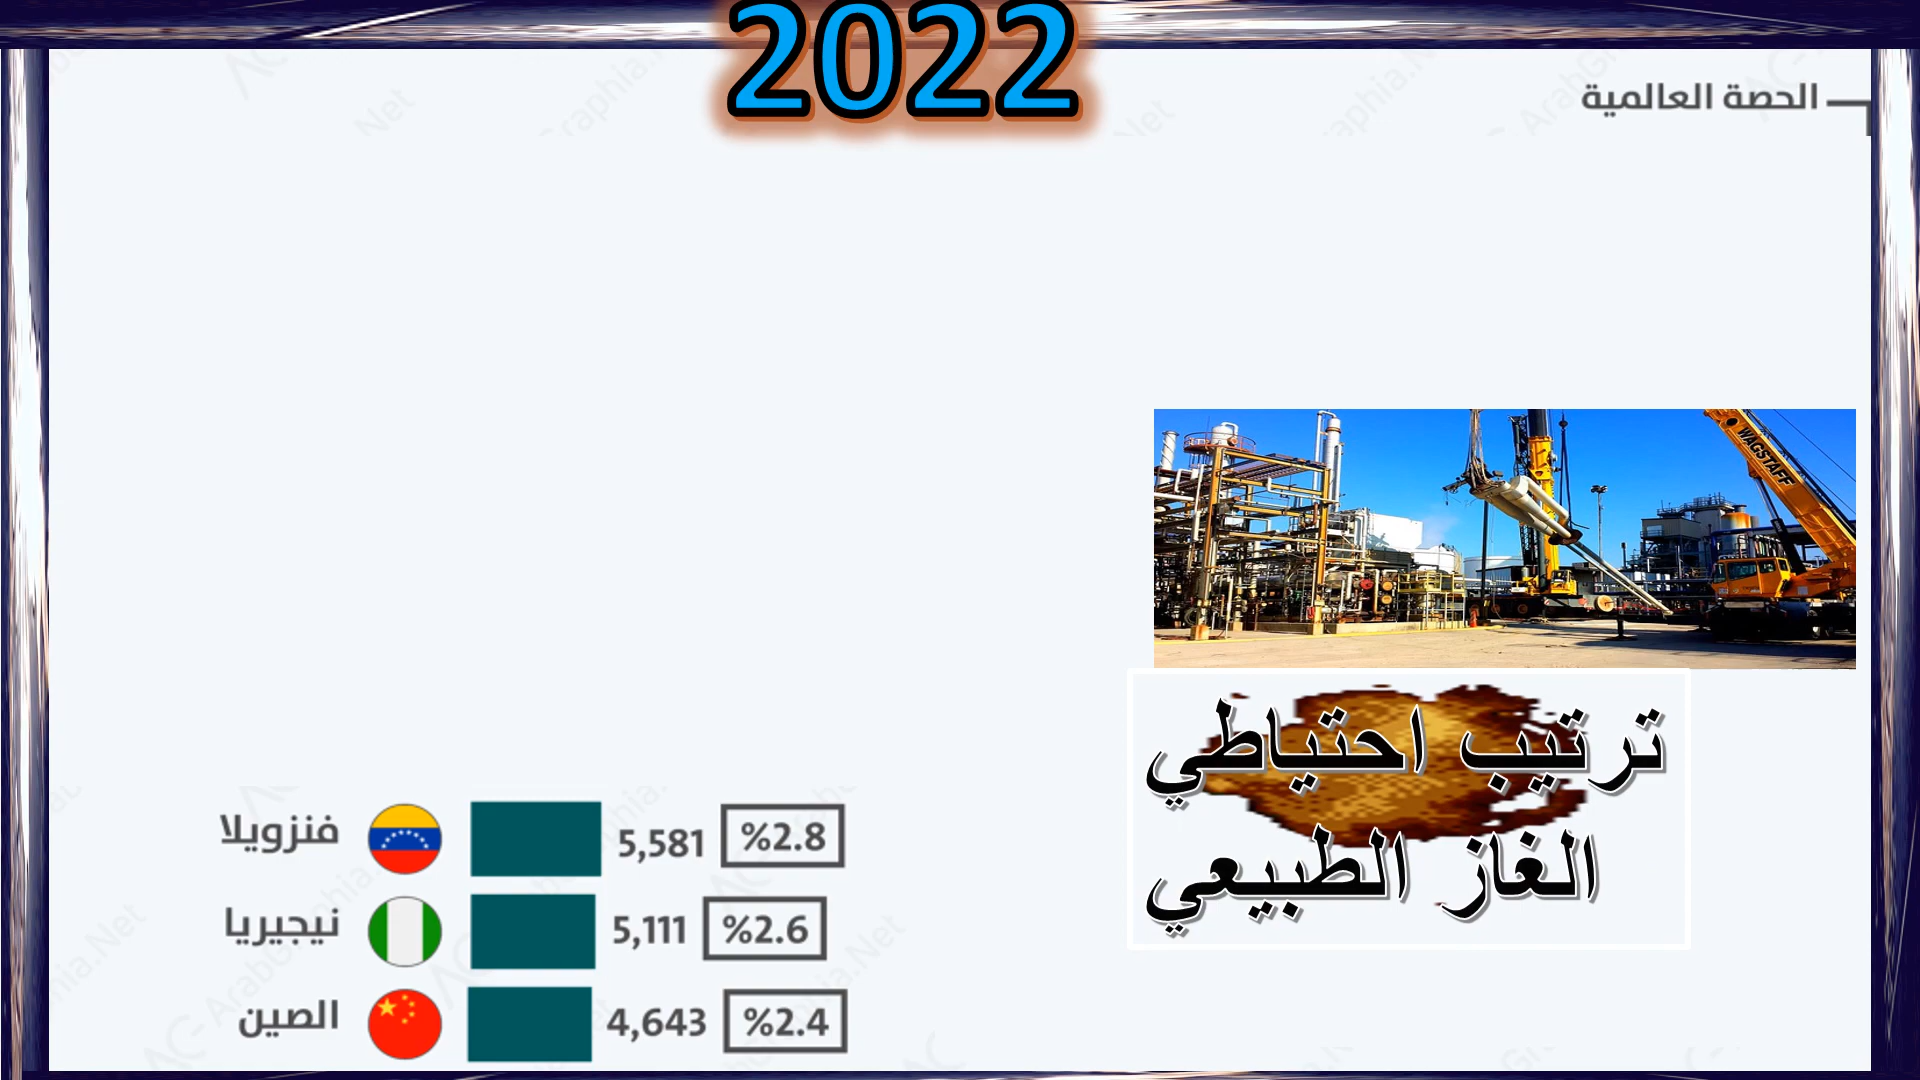 2022
الحصة العالمية
WAGSTAFF
ترتيب احتياطي
الغاز الطبيعي
فنزويلا 5,581 %2.8
نيجيريا 5,111 %2.6
الصين 4,643 %2.4